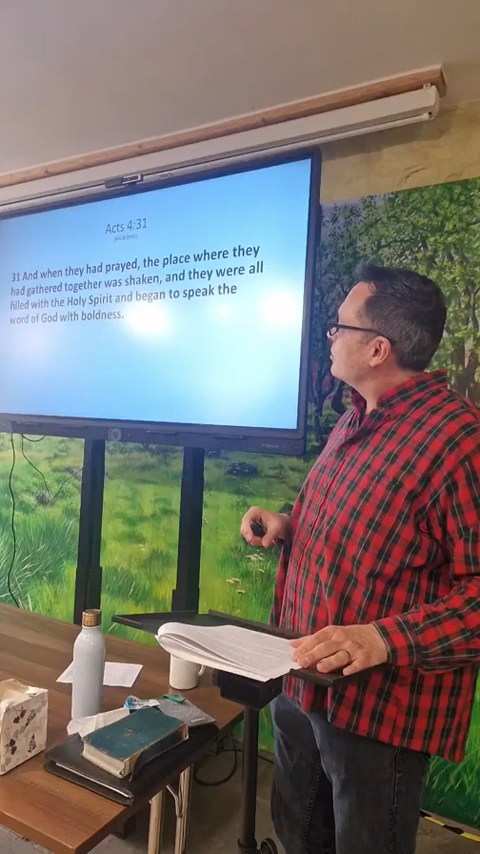 Acts 4:31
31 And when they had prayed, the place where they
had gathered together was shaken, and they were all
filled with the Holy Spirit and began to speak the
word of God with boldness.